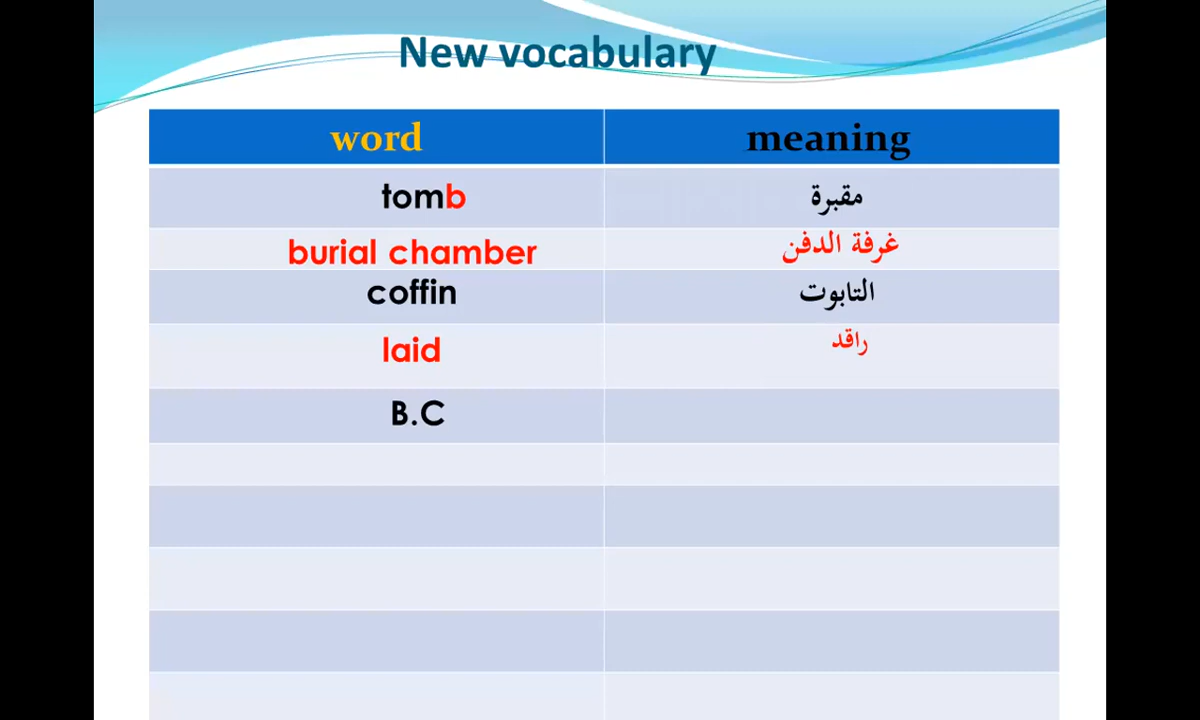 New vocabulary
word meaning
tomb مقبرة
burial chamber غرفة الدفن
coffin التابوت
laid راقد
B.C